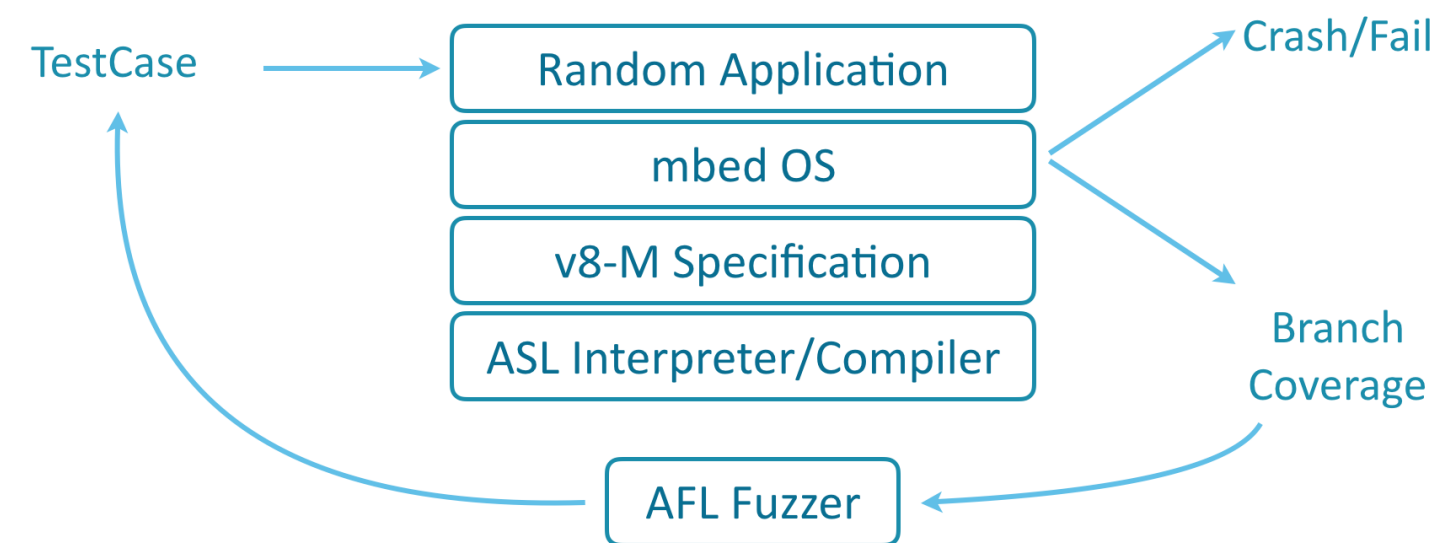 TestCase
Random Application
Crash/Fail
mbed OS
v8-M Specification
Branch
Coverage
ASL Interpreter/Compiler
AFL Fuzzer